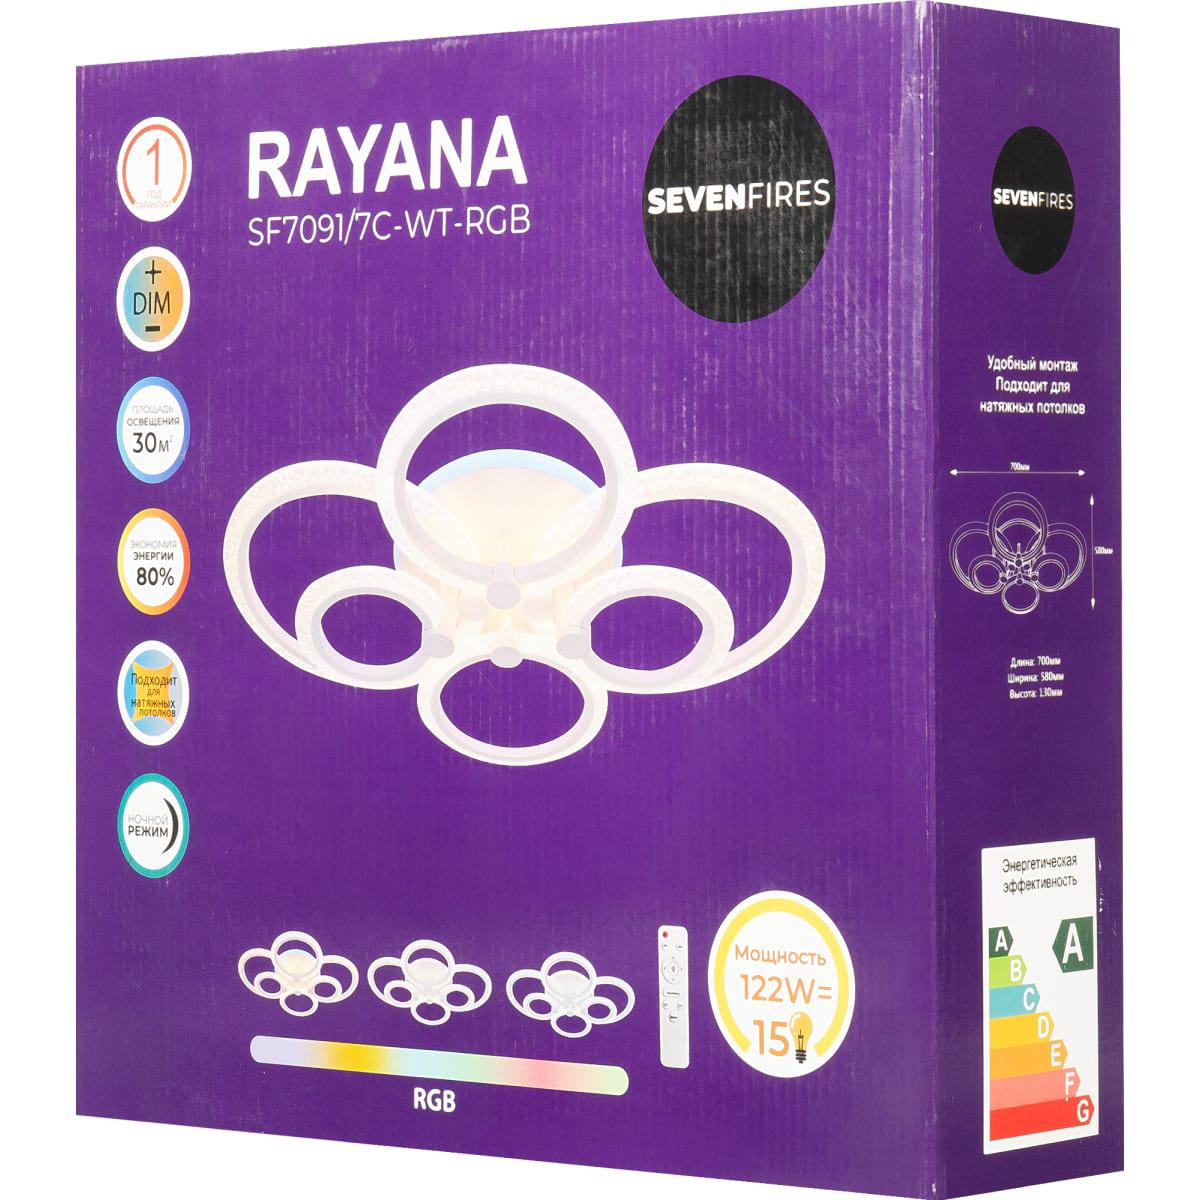 1
ГОД
ГАРАНТИИ
RAYANA
SF7091/7C-WT-RGB
SEVENFIRES
+
DIM
−
ПЛОЩАДЬ
ОСВЕЩЕНИЯ
30м²
ЭКОНОМИЯ
ЭНЕРГИИ
80%
Подходит
для
натяжных
потолков
НОЧНОЙ
РЕЖИМ
RGB
Мощность
122W=
15
SEVENFIRES
Удобный монтаж
Подходит для
натяжных потолков
700мм
580мм
Длина: 700мм
Ширина: 580мм
Высота: 130мм
Энергетическая
эффективность
A
A
B
C
D
E
F
G